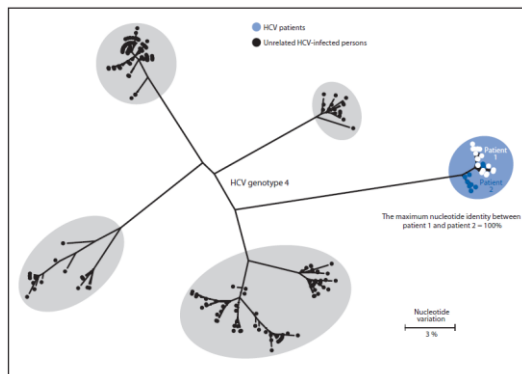 HCV patients
Unrelated HCV-infected persons
Patient
1
Patient
2
HCV genotype 4
The maximum nucleotide identity between
patient 1 and patient 2 = 100%
Nucleotide
variation
3 %